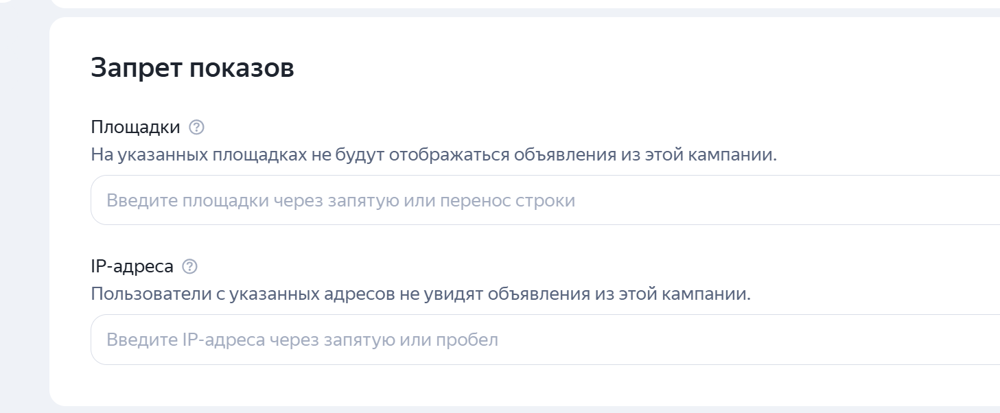 Запрет показов
Площадки ?
На указанных площадках не будут отображаться объявления из этой кампании.
Введите площадки через запятую или перенос строки
IP-адреса ?
Пользователи с указанных адресов не увидят объявления из этой кампании.
Введите IP-адреса через запятую или пробел